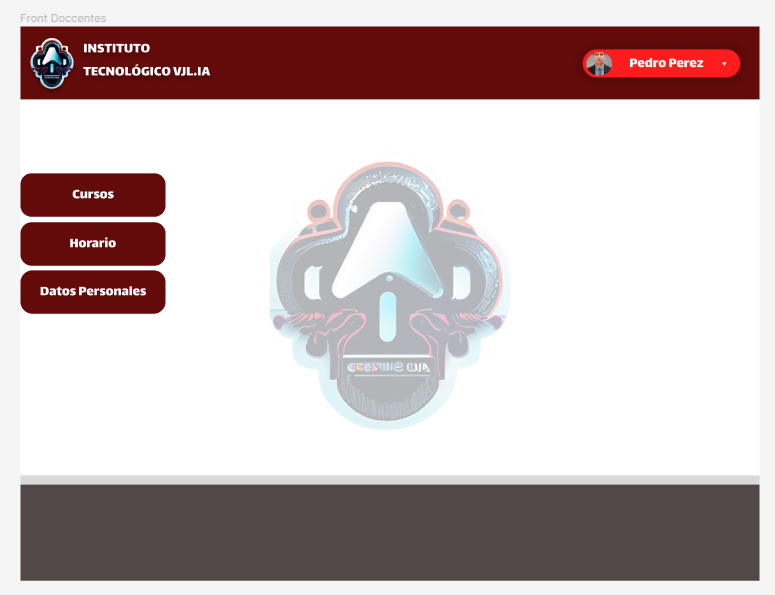 Front Doccentes
INSTITUTO
TECNOLÓGICO VJL.IA
Pedro Perez
Cursos
Horario
Datos Personales